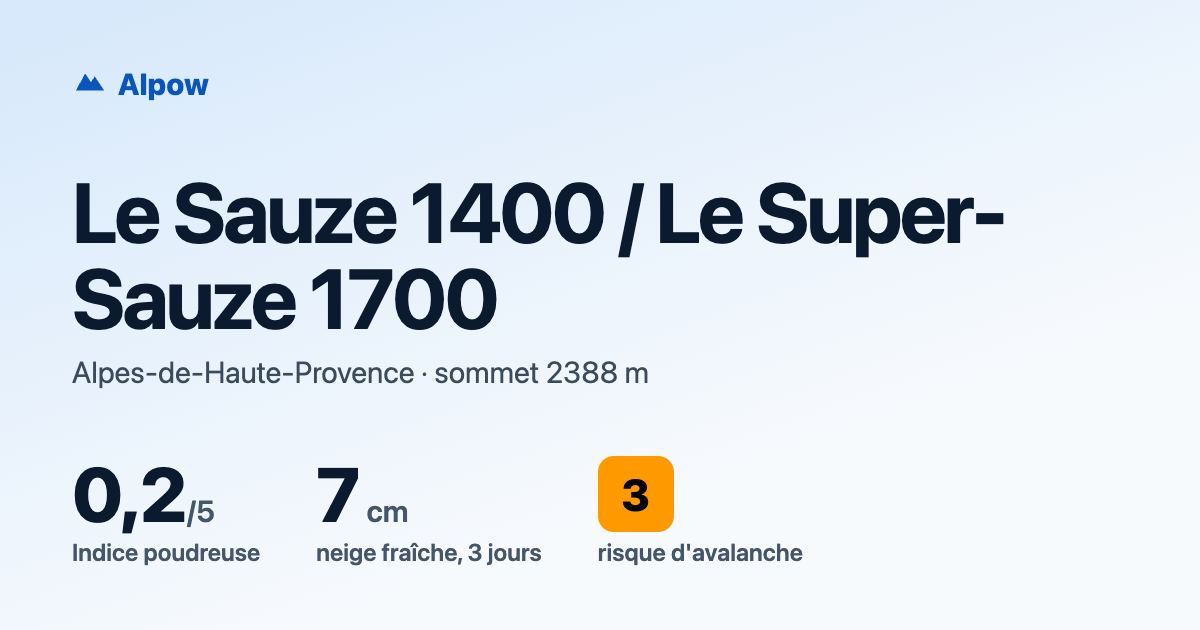 Alpow
Le Sauze 1400 / Le Super-
Sauze 1700
Alpes-de-Haute-Provence · sommet 2388 m
0,2/5
7 cm
3
Indice poudreuse
neige fraîche, 3 jours
risque d'avalanche